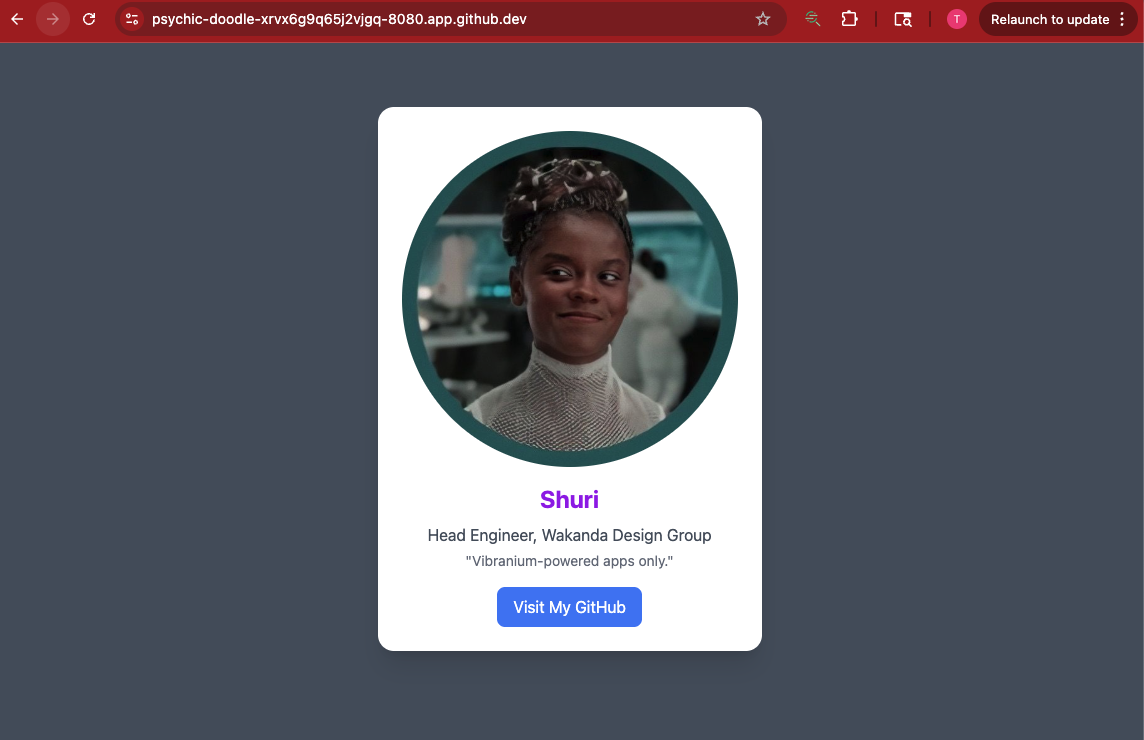 psychic-doodle-xrvx6g9q65j2vjgq-8080.app.github.dev
T
Relaunch to update
Shuri
Head Engineer, Wakanda Design Group
"Vibranium-powered apps only."
Visit My GitHub